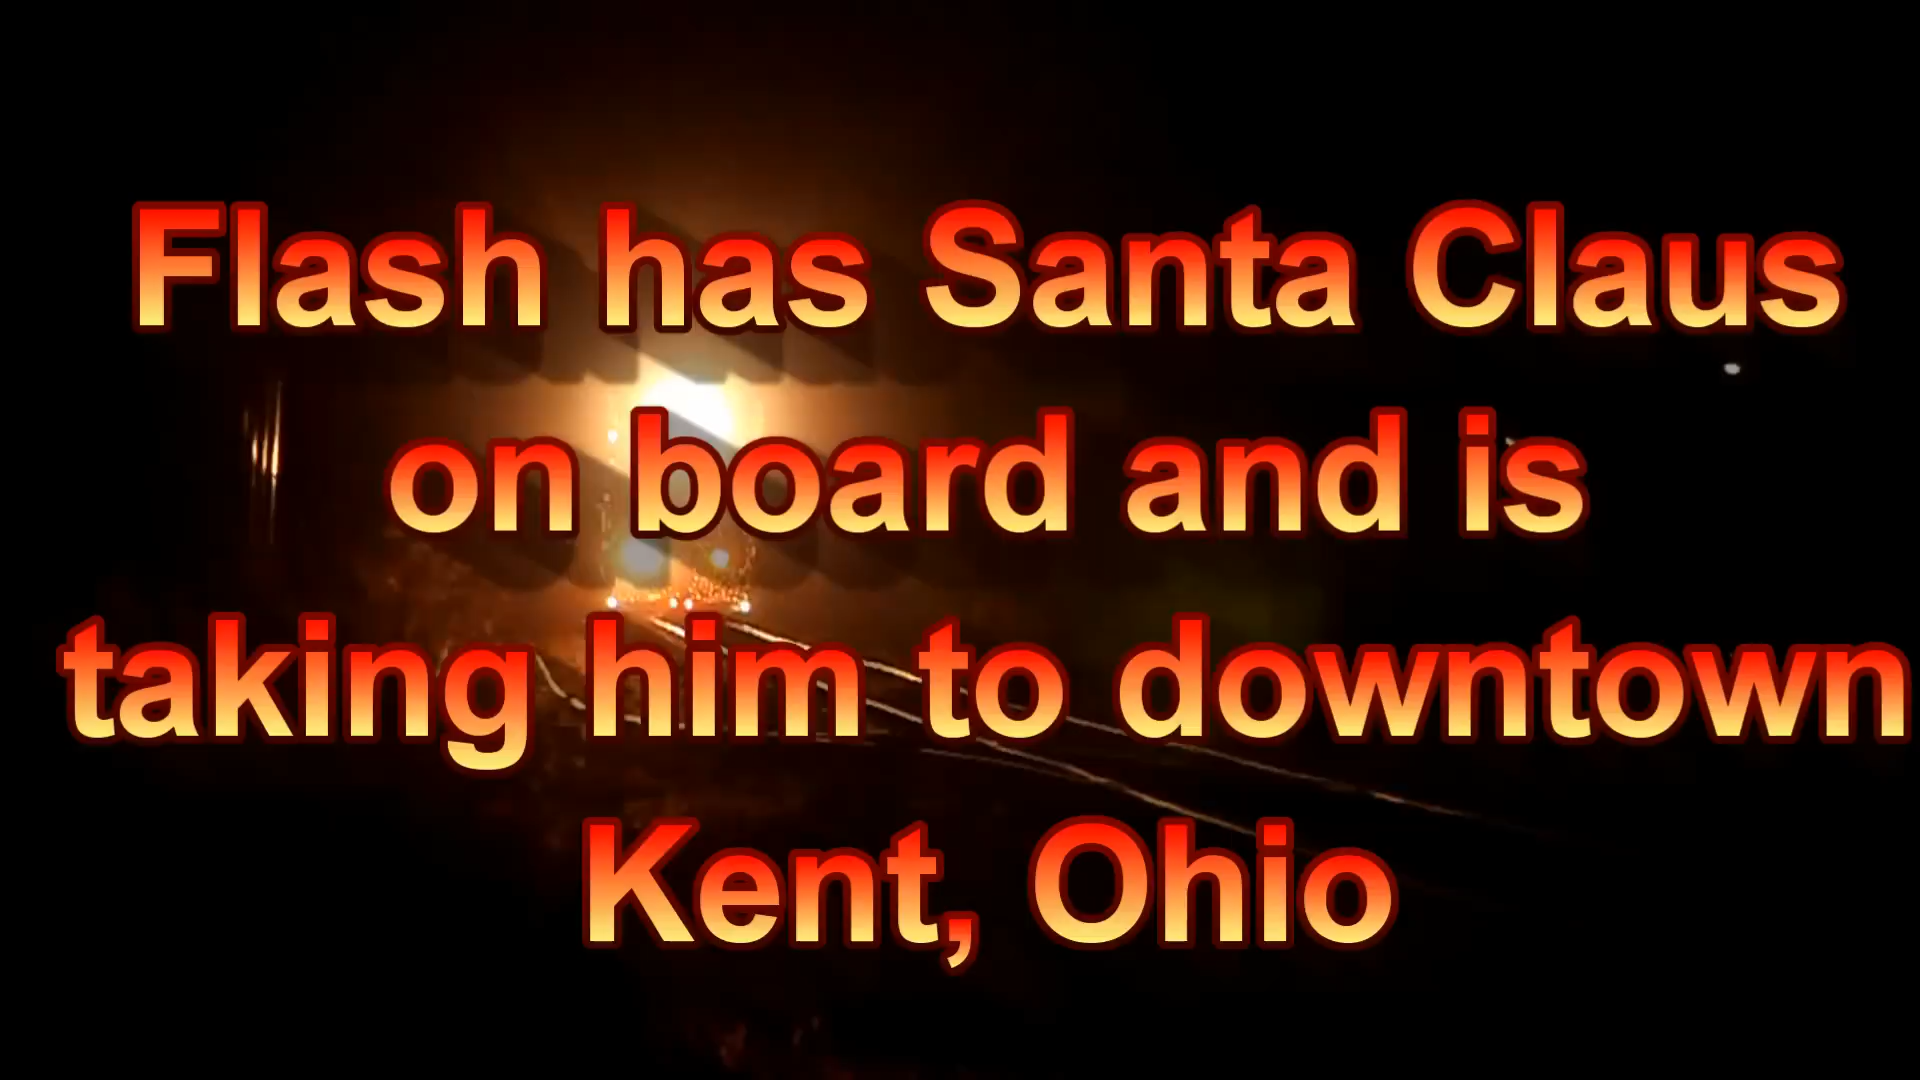 Flash has Santa Claus
on board and is
taking him to downtown
Kent, Ohio